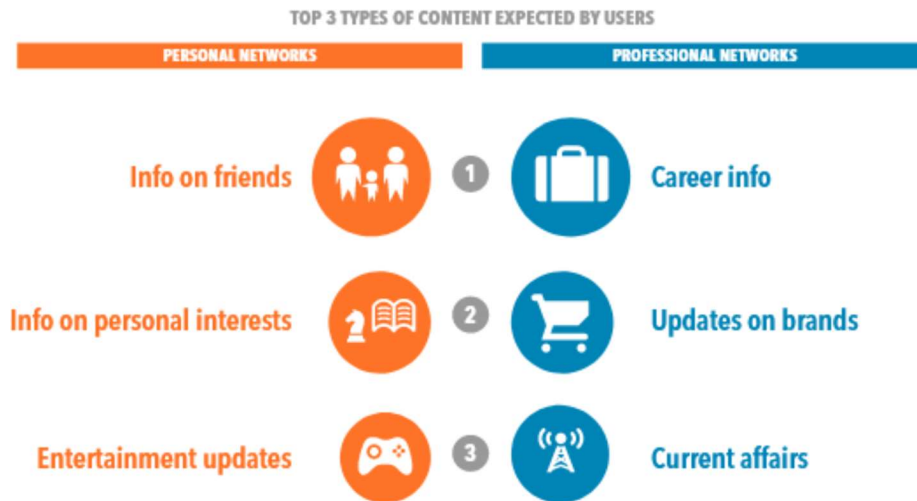 TOP 3 TYPES OF CONTENT EXPECTED BY USERS
PERSONAL NETWORKS
PROFESSIONAL NETWORKS
Info on friends
1
Career info
Info on personal interests
2
Updates on brands
Entertainment updates
3
Current affairs